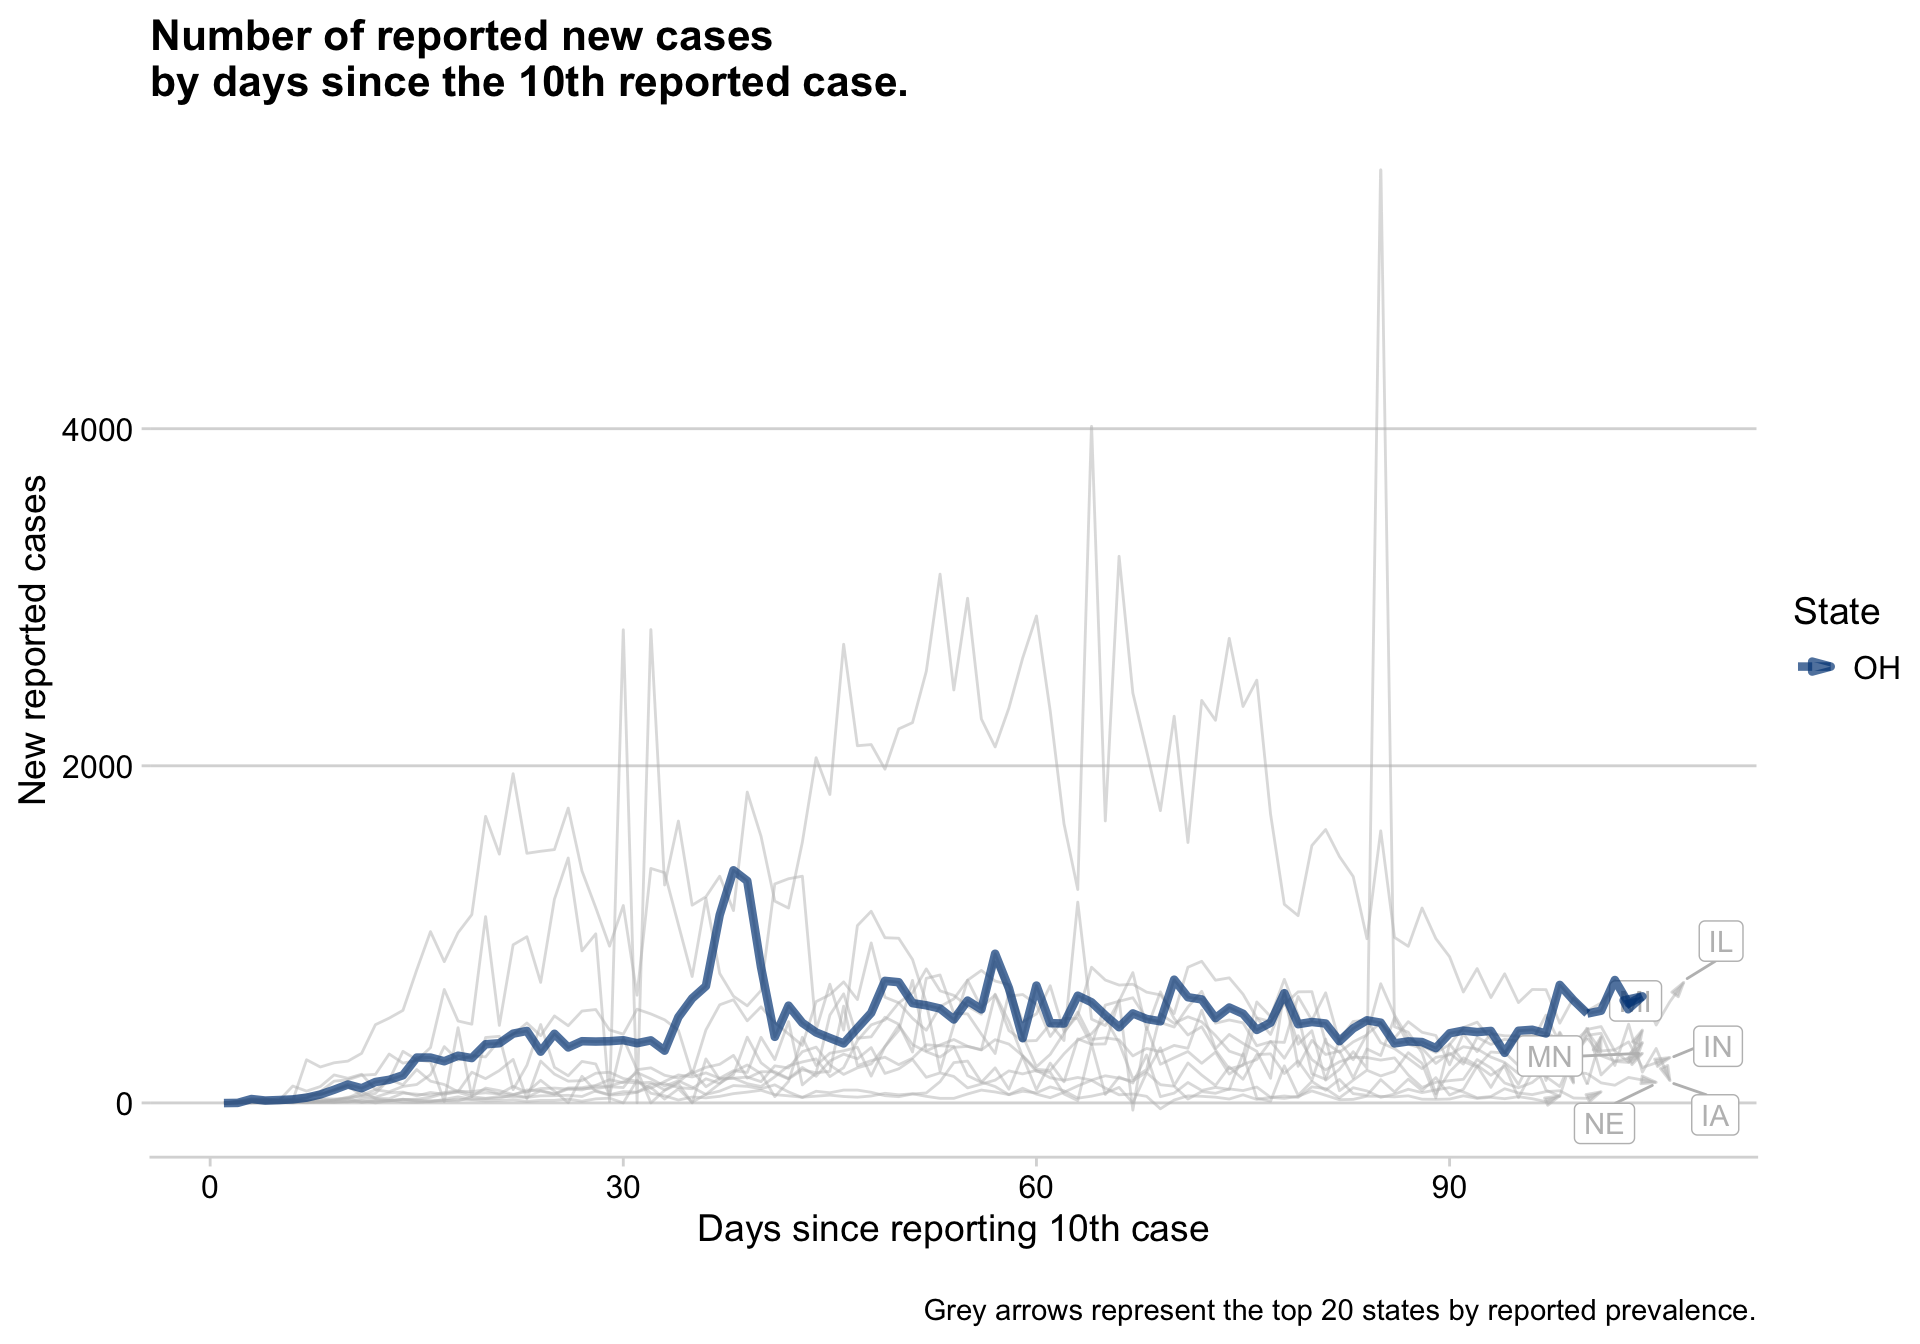 Number of reported new cases
by days since the 10th reported case.
New reported cases
4000
2000
0
0
30
60
90
Days since reporting 10th case
IL
MN
IN
NE
IA
State
OH
Grey arrows represent the top 20 states by reported prevalence.